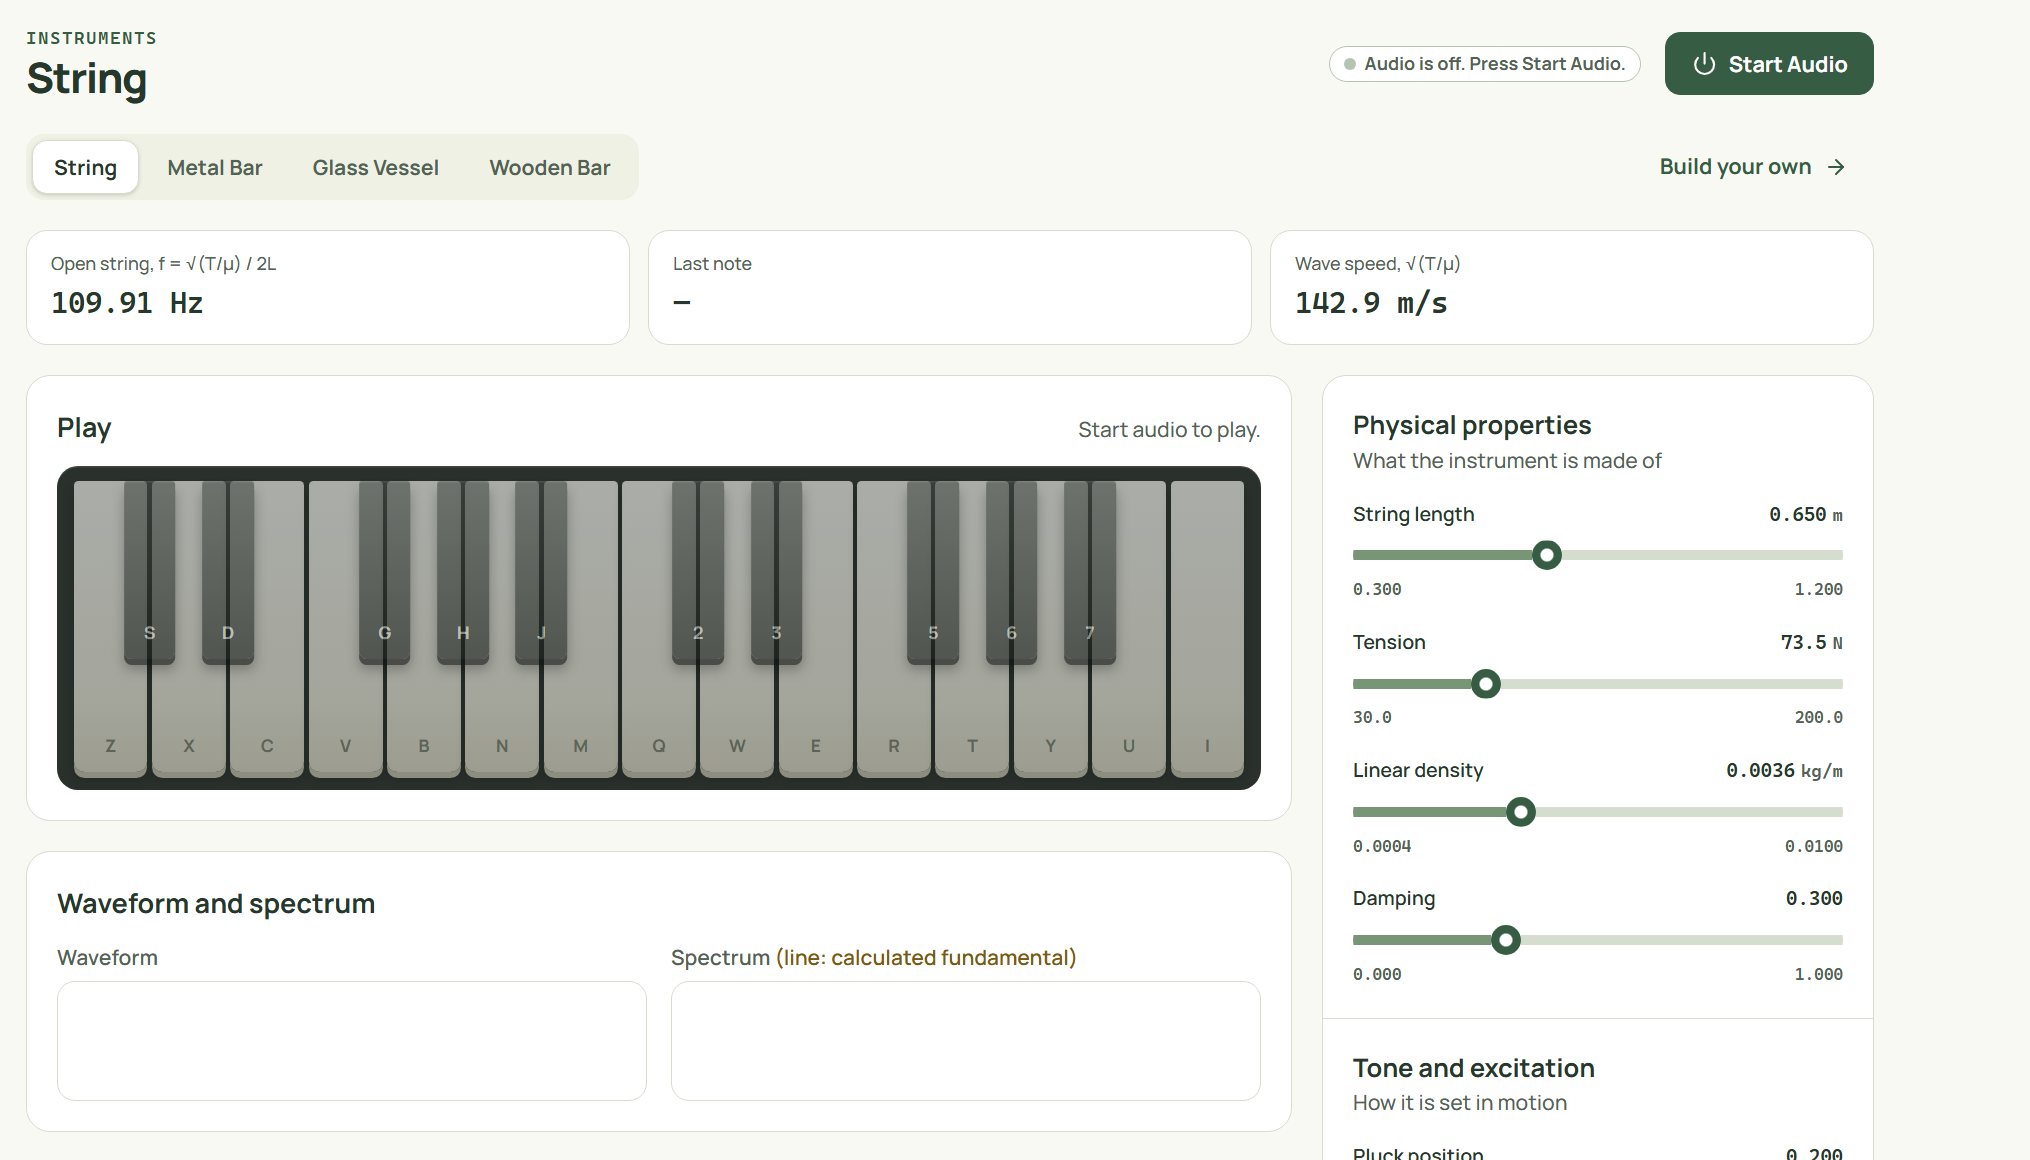 INSTRUMENTS
String
Audio is off. Press Start Audio.
Start Audio
String
Metal Bar
Glass Vessel
Wooden Bar
Build your own →
Open string, f = √(T/μ) / 2L
109.91 Hz
Last note
–
Wave speed, √(T/μ)
142.9 m/s
Play
Start audio to play.
S D G H J 2 3 5 6 7
Z X C V B N M Q W E R T Y U I
Waveform and spectrum
Waveform
Spectrum (line: calculated fundamental)
Physical properties
What the instrument is made of
String length 0.650 m
0.300 1.200
Tension 73.5 N
30.0 200.0
Linear density 0.0036 kg/m
0.0004 0.0100
Damping 0.300
0.000 1.000
Tone and excitation
How it is set in motion
Pluck position 0.200